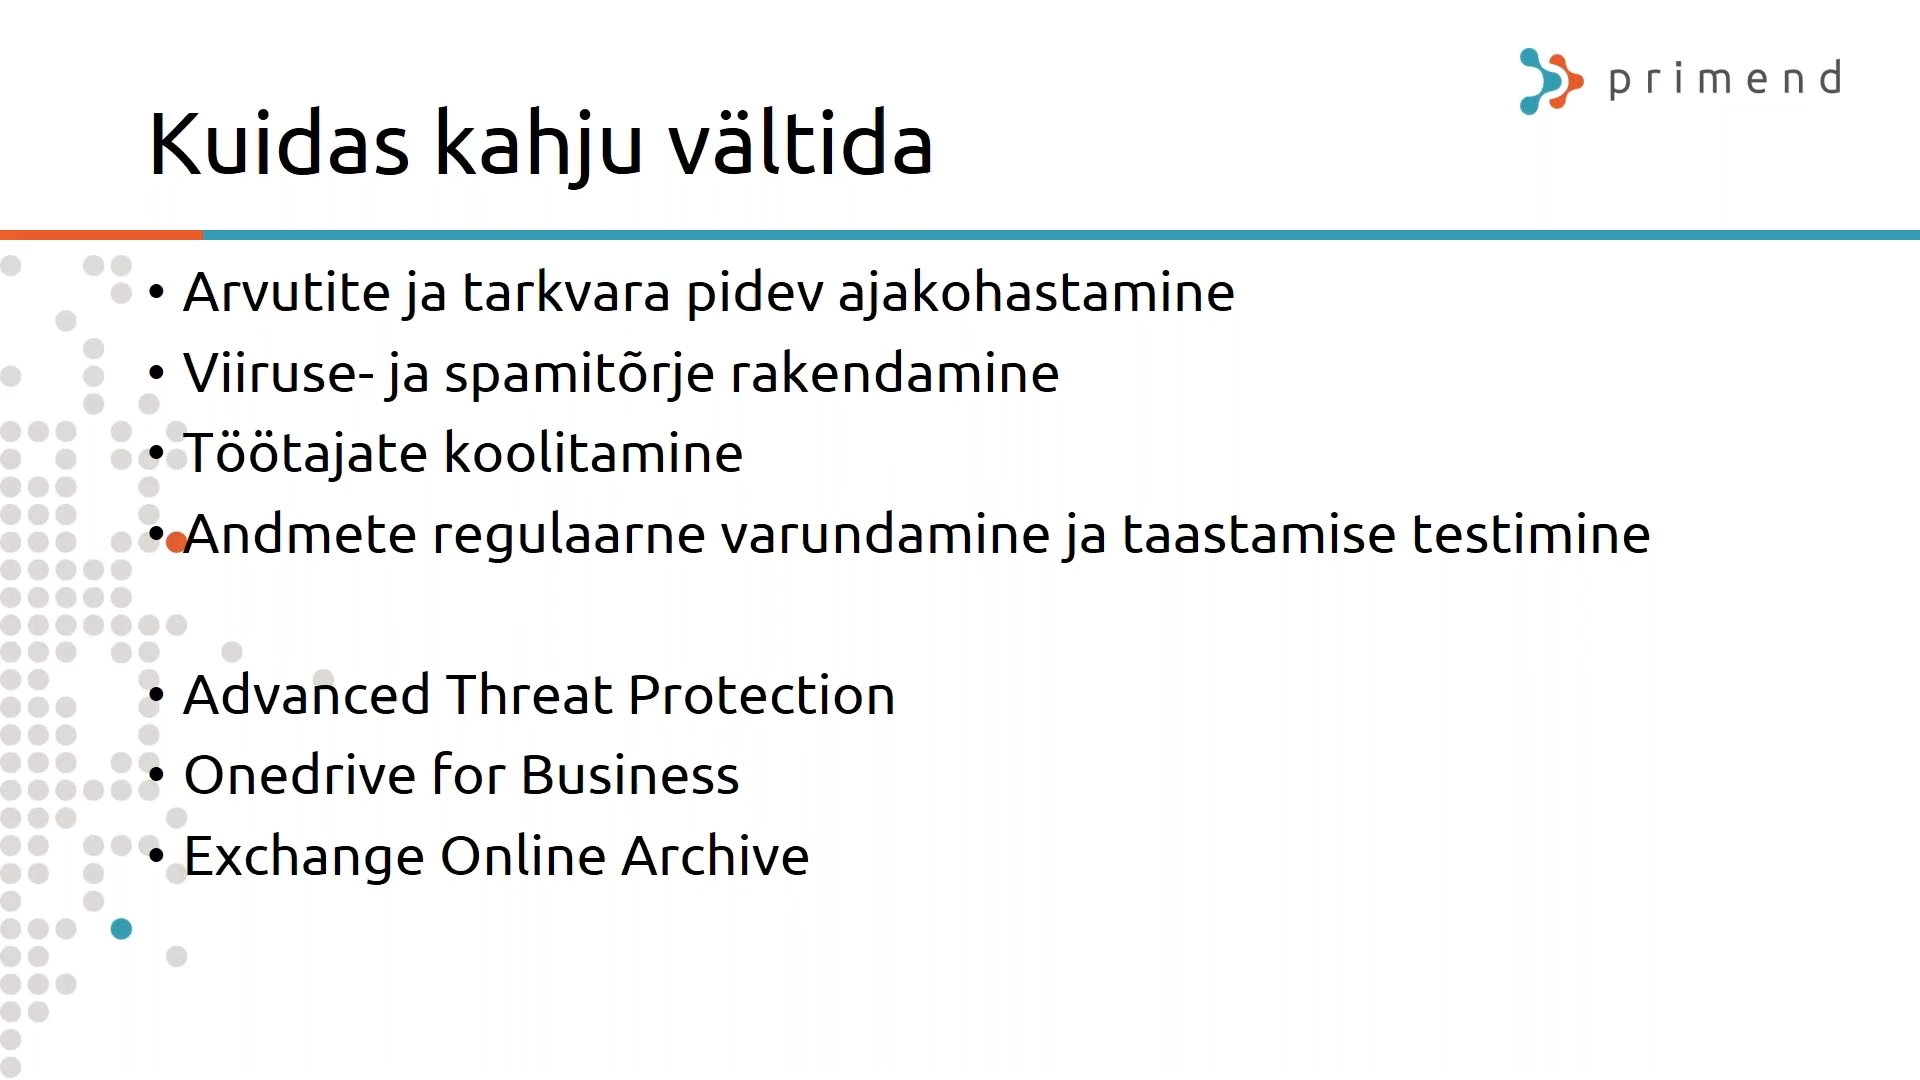 primend
Kuidas kahju vältida
• Arvutite ja tarkvara pidev ajakohastamine
• Viiruse- ja spamitõrje rakendamine
• Töötajate koolitamine
• Andmete regulaarne varundamine ja taastamise testimine
• Advanced Threat Protection
• Onedrive for Business
• Exchange Online Archive